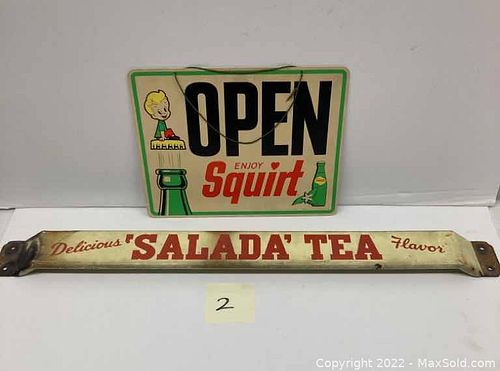 OPEN
ENJOY
Squirt
Delicious 'SALADA' TEA Flavor
2
Copyright © 2022 - MaxSold.com